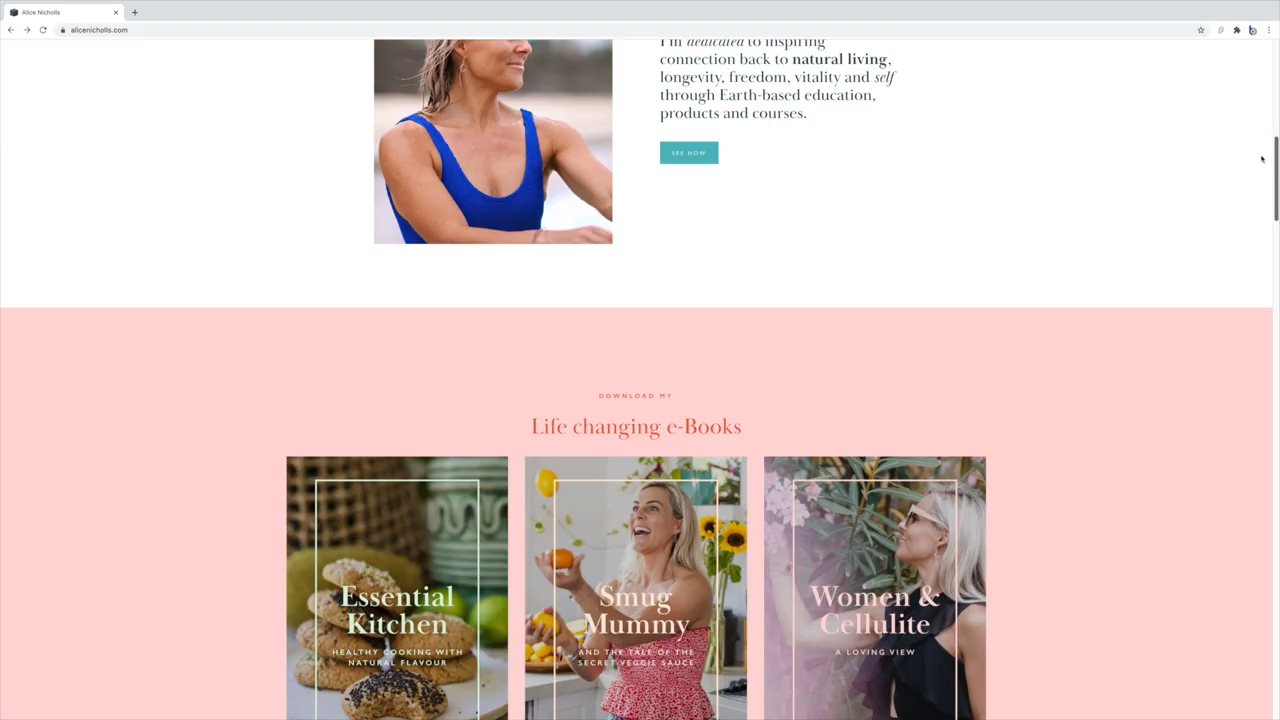 Alice Nicholls
alicenicholls.com
I'm dedicated to inspiring
connection back to natural living,
longevity, freedom, vitality and self
through Earth-based education,
products and courses.
SEE HOW
DOWNLOAD MY
Life changing e-Books
Essential
Kitchen
HEALTHY COOKING WITH
NATURAL FLAVOUR
Smug
Mummy
AND THE TALE OF THE
SECRET VEGGIE SAUCE
Women &
Cellulite
A LOVING VIEW